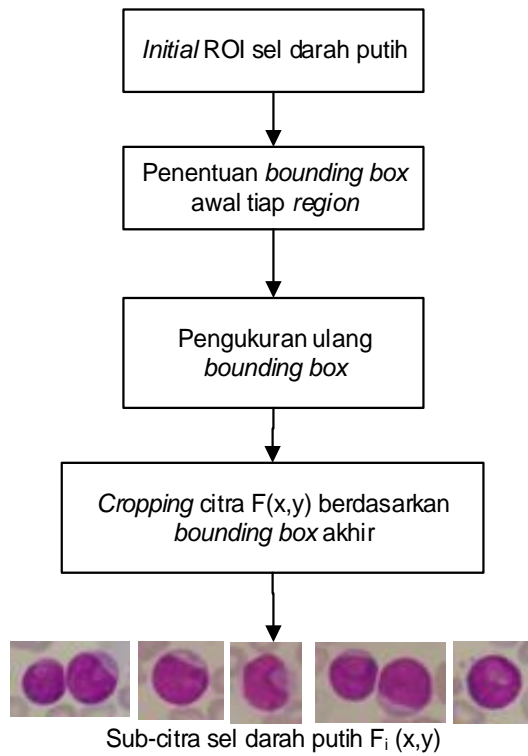 Initial ROI sel darah putih
Penentuan bounding box
awal tiap region
Pengukuran ulang
bounding box
Cropping citra F(x,y) berdasarkan
bounding box akhir
Sub-citra sel darah putih Fᵢ (x,y)